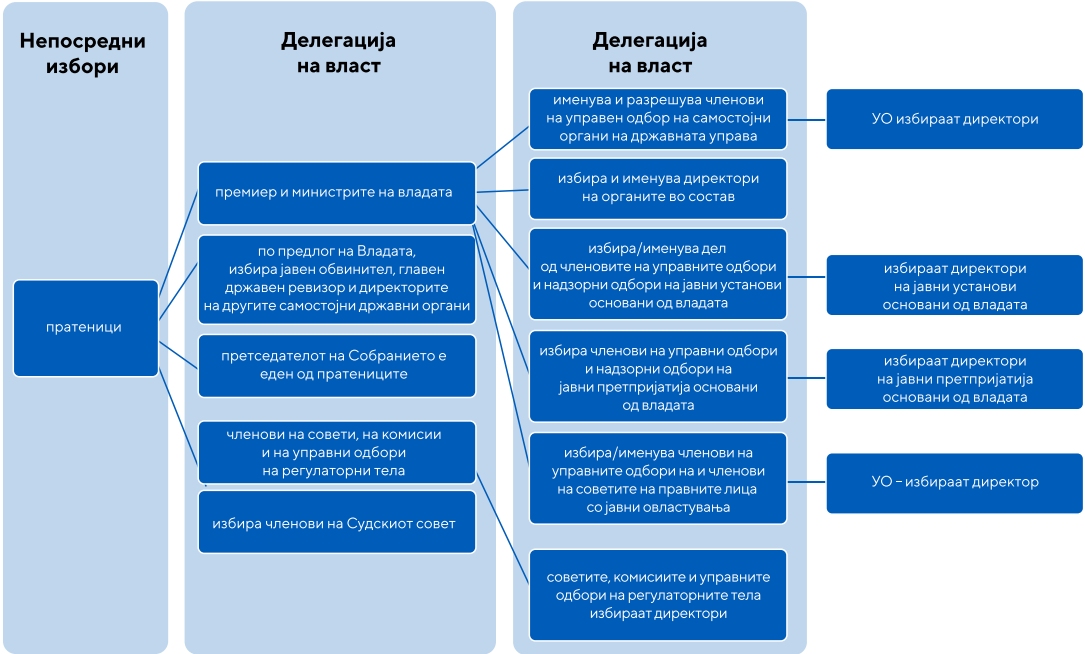 Непосредни
избори
пратеници
Делегација
на власт
премиер и министрите на владата
по предлог на Владата,
избира јавен обвинител, главен
државен ревизор и директорите
на другите самостојни државни органи
претседателот на Собранието е
еден од пратениците
членови на совети, на комисии
и на управни одбори
на регулаторни тела
избира членови на Судскиот совет
Делегација
на власт
именува и разрешува членови
на управен одбор на самостојни
органи на државната управа
избира и именува директори
на органите во состав
избира/именува дел
од членовите на управните одбори
и надзорни одбори на јавни установи
основани од владата
избира членови на управни одбори
и надзорни одбори на
јавни претпријатија основани
од владата
избира/именува членови на
управните одбори на и членови
на советите на правните лица
со јавни овластувања
советите, комисиите и управните
одбори на регулаторните тела
избираат директори
УО избираат директори
избираат директори
на јавни установи
основани од владата
избираат директори
на јавни претпријатија
основани од владата
УО – избираат директор